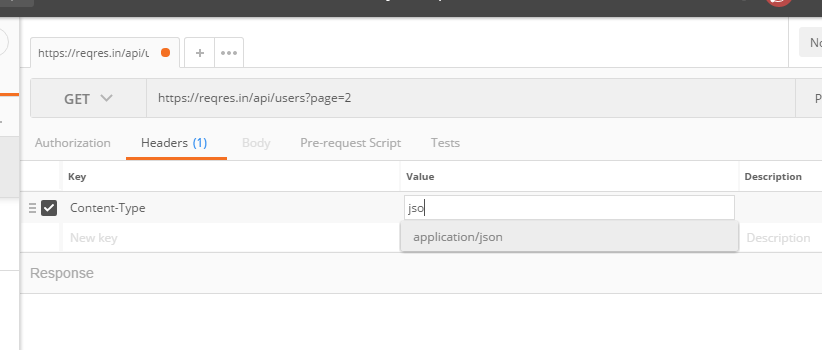 https://reqres.in/api/u
No
GET https://reqres.in/api/users?page=2 P
Authorization Headers (1) Body Pre-request Script Tests
Key Value Description
Content-Type jso
New key application/json Description
Response